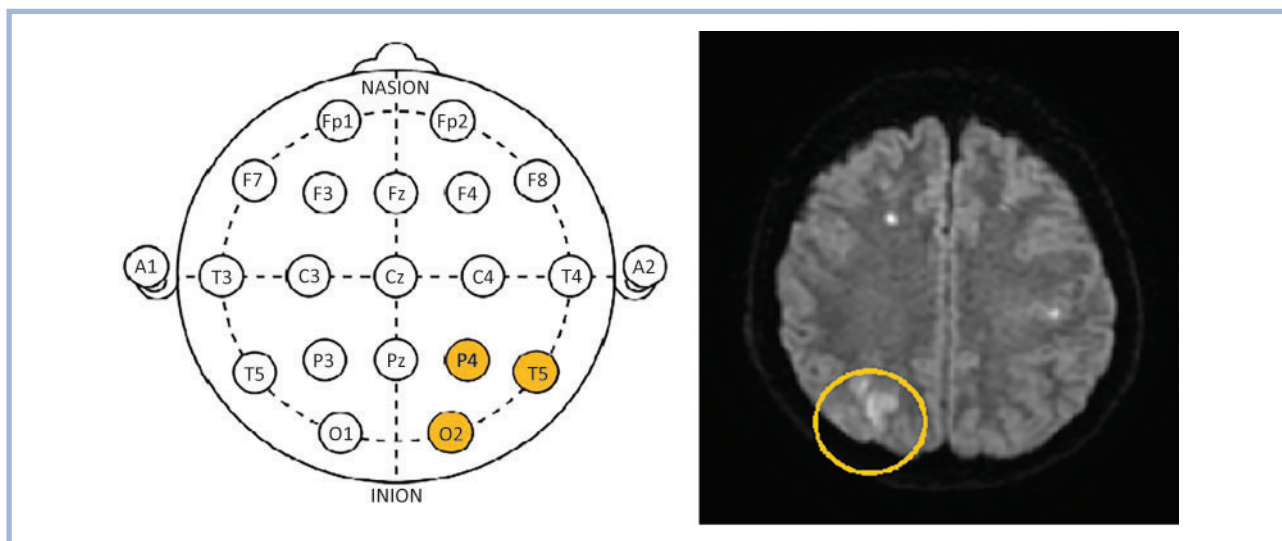 NASION
Fp1 Fp2
F7 F3 Fz F4 F8
A1 T3 C3 Cz C4 T4 A2
T5 P3 Pz P4 T5
O1 O2
INION